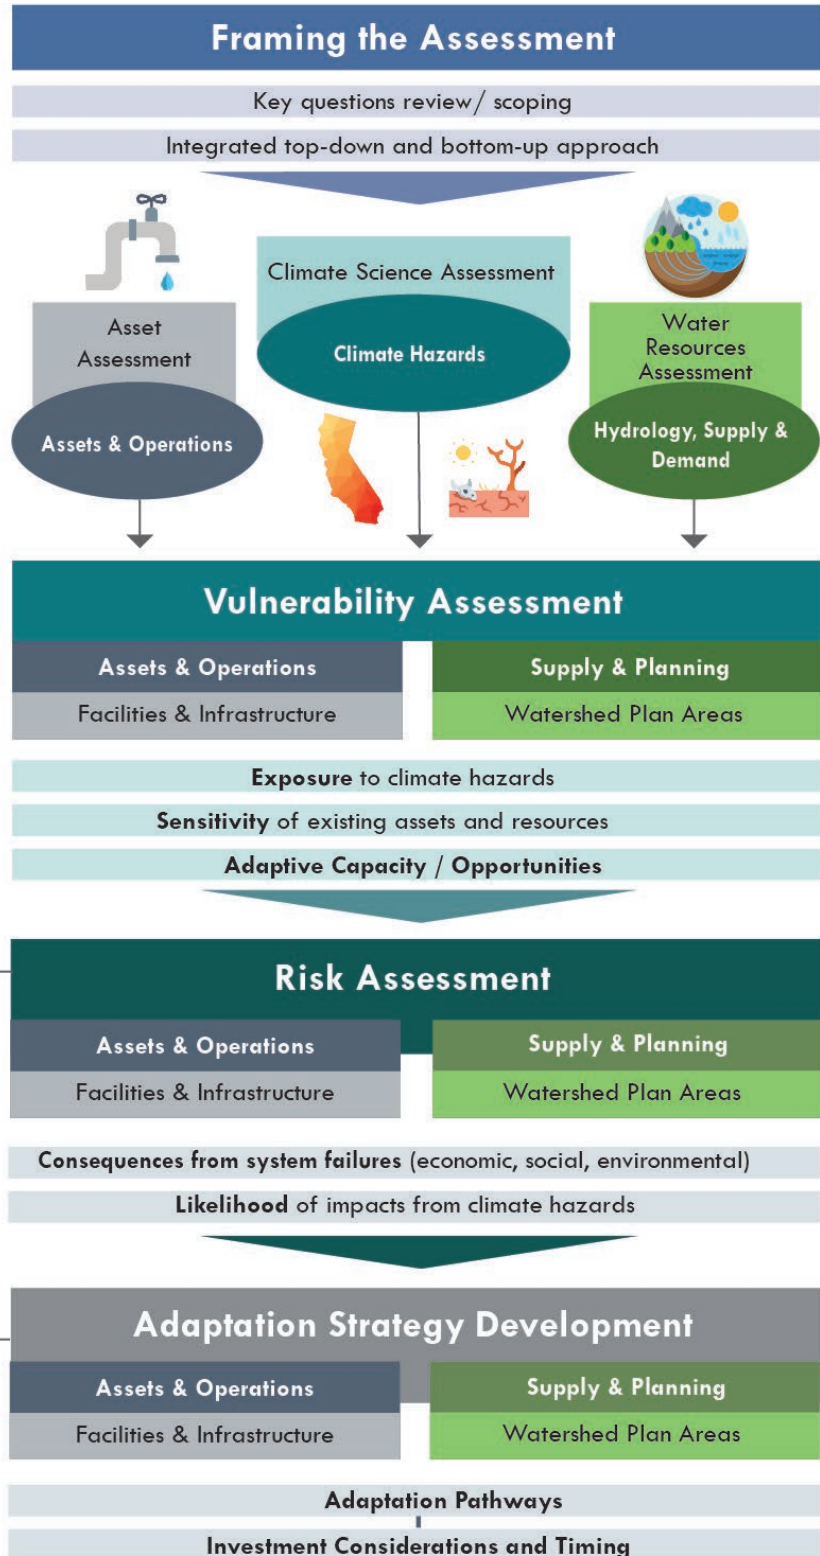 Framing the Assessment
Key questions review/ scoping
Integrated top-down and bottom-up approach
Climate Science Assessment
Climate Hazards
Asset
Assessment
Assets & Operations
Water
Resources
Assessment
Hydrology, Supply &
Demand
Vulnerability Assessment
Assets & Operations
Supply & Planning
Facilities & Infrastructure
Watershed Plan Areas
Exposure to climate hazards
Sensitivity of existing assets and resources
Adaptive Capacity / Opportunities
Risk Assessment
Assets & Operations
Supply & Planning
Facilities & Infrastructure
Watershed Plan Areas
Consequences from system failures (economic, social, environmental)
Likelihood of impacts from climate hazards
Adaptation Strategy Development
Assets & Operations
Supply & Planning
Facilities & Infrastructure
Watershed Plan Areas
Adaptation Pathways
Investment Considerations and Timing